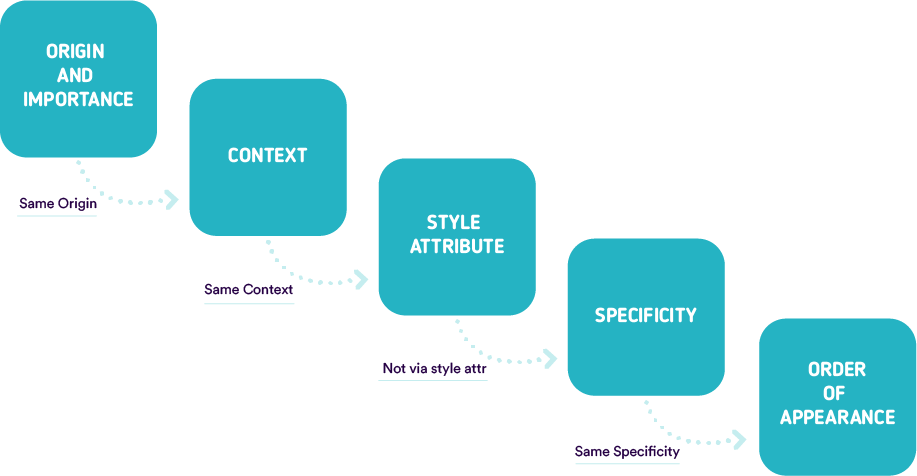 ORIGIN
AND
IMPORTANCE
Same Origin
CONTEXT
Same Context
STYLE
ATTRIBUTE
Not via style attr
SPECIFICITY
Same Specificity
ORDER
OF
APPEARANCE